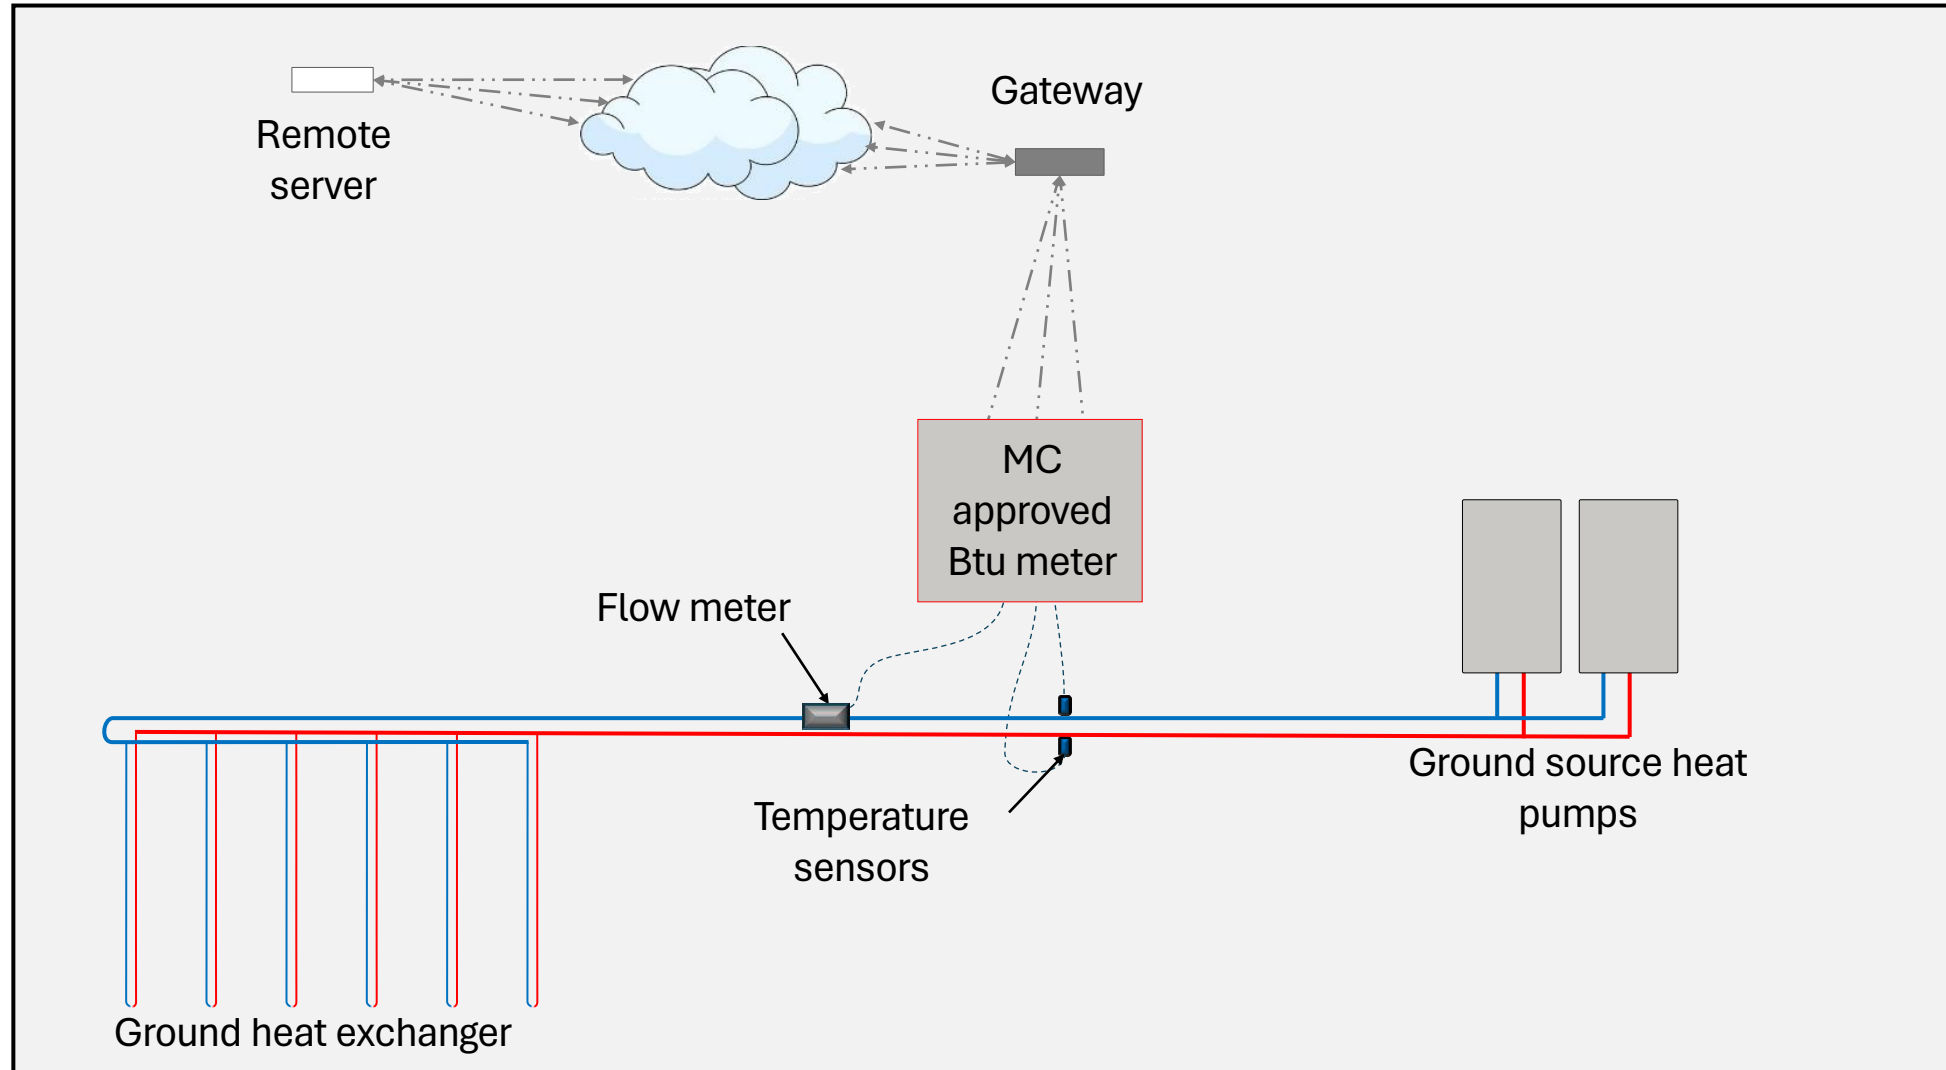 Gateway
Remote
server
MC
approved
Btu meter
Flow meter
Ground source heat
pumps
Temperature
sensors
Ground heat exchanger